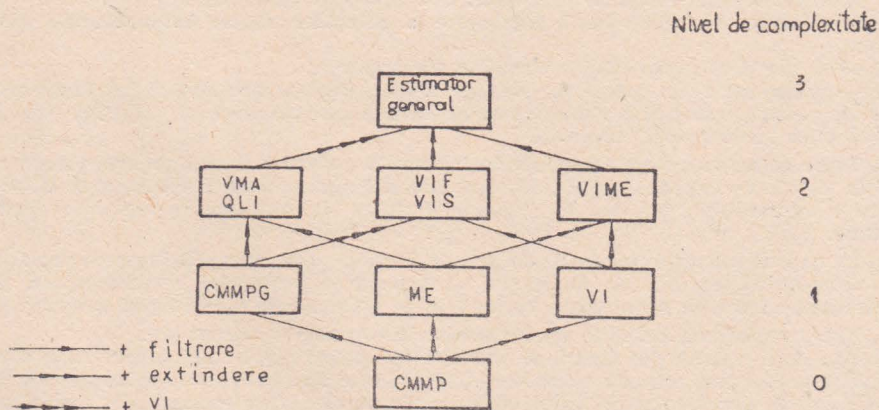 Nivel de complexitate
Estimator
general
3
VMA
QLI
VIF
VIS
VIME
2
CMMPG
ME
VI
1
+ filtrare
+ extindere
CMMP
0
+ VI